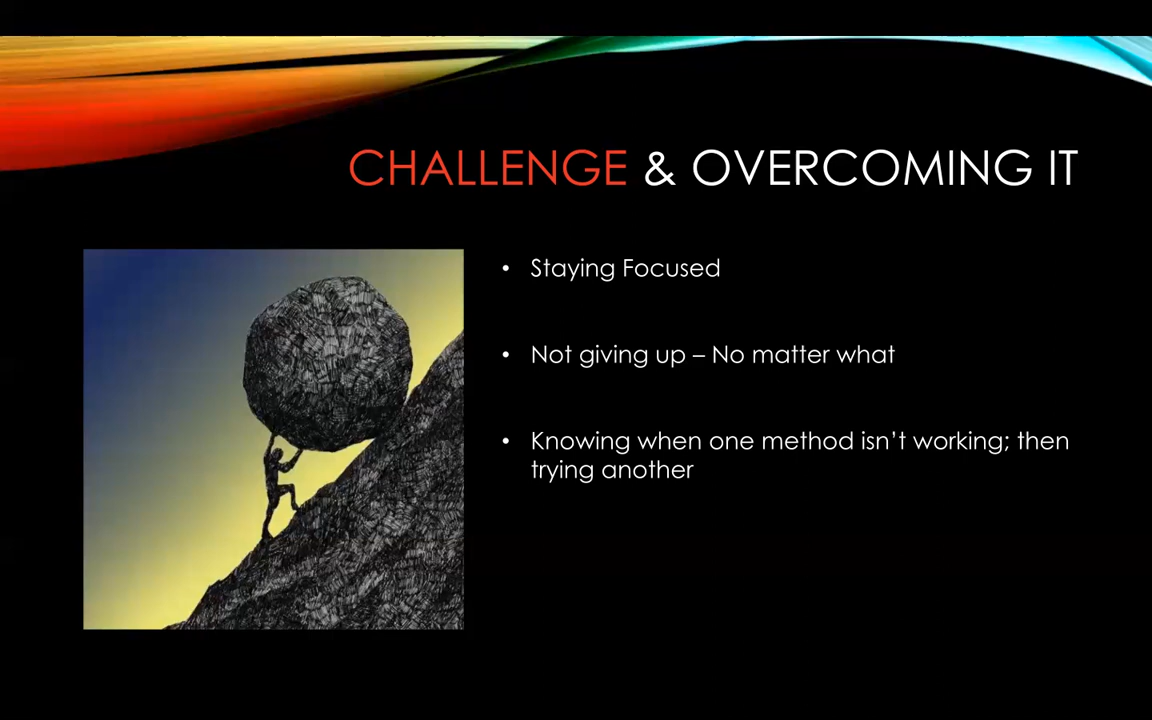 CHALLENGE & OVERCOMING IT
• Staying Focused
• Not giving up – No matter what
• Knowing when one method isn’t working; then
trying another